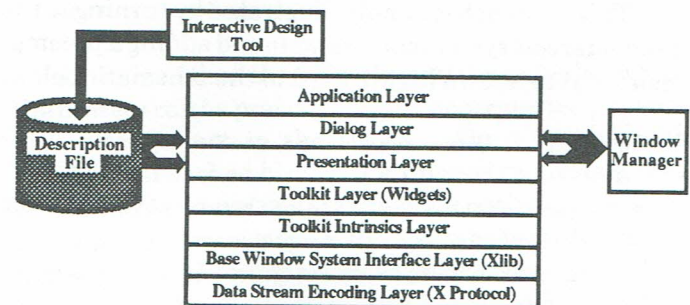 Interactive Design
Tool
Application Layer
Dialog Layer
Presentation Layer
Toolkit Layer (Widgets)
Toolkit Intrinsics Layer
Base Window System Interface Layer (Xlib)
Data Stream Encoding Layer (X Protocol)
Description
File
Window
Manager